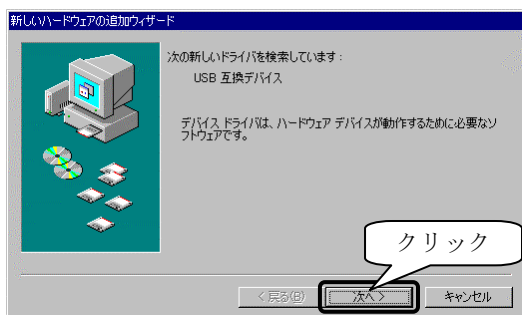 新しいハードウェアの追加ウィザード
次の新しいドライバを検索しています：
USB 互換デバイス
デバイス ドライバは、ハードウェア デバイスが動作するために必要なソ
フトウェアです。
クリック
< 戻る(B)
次へ >
キャンセル